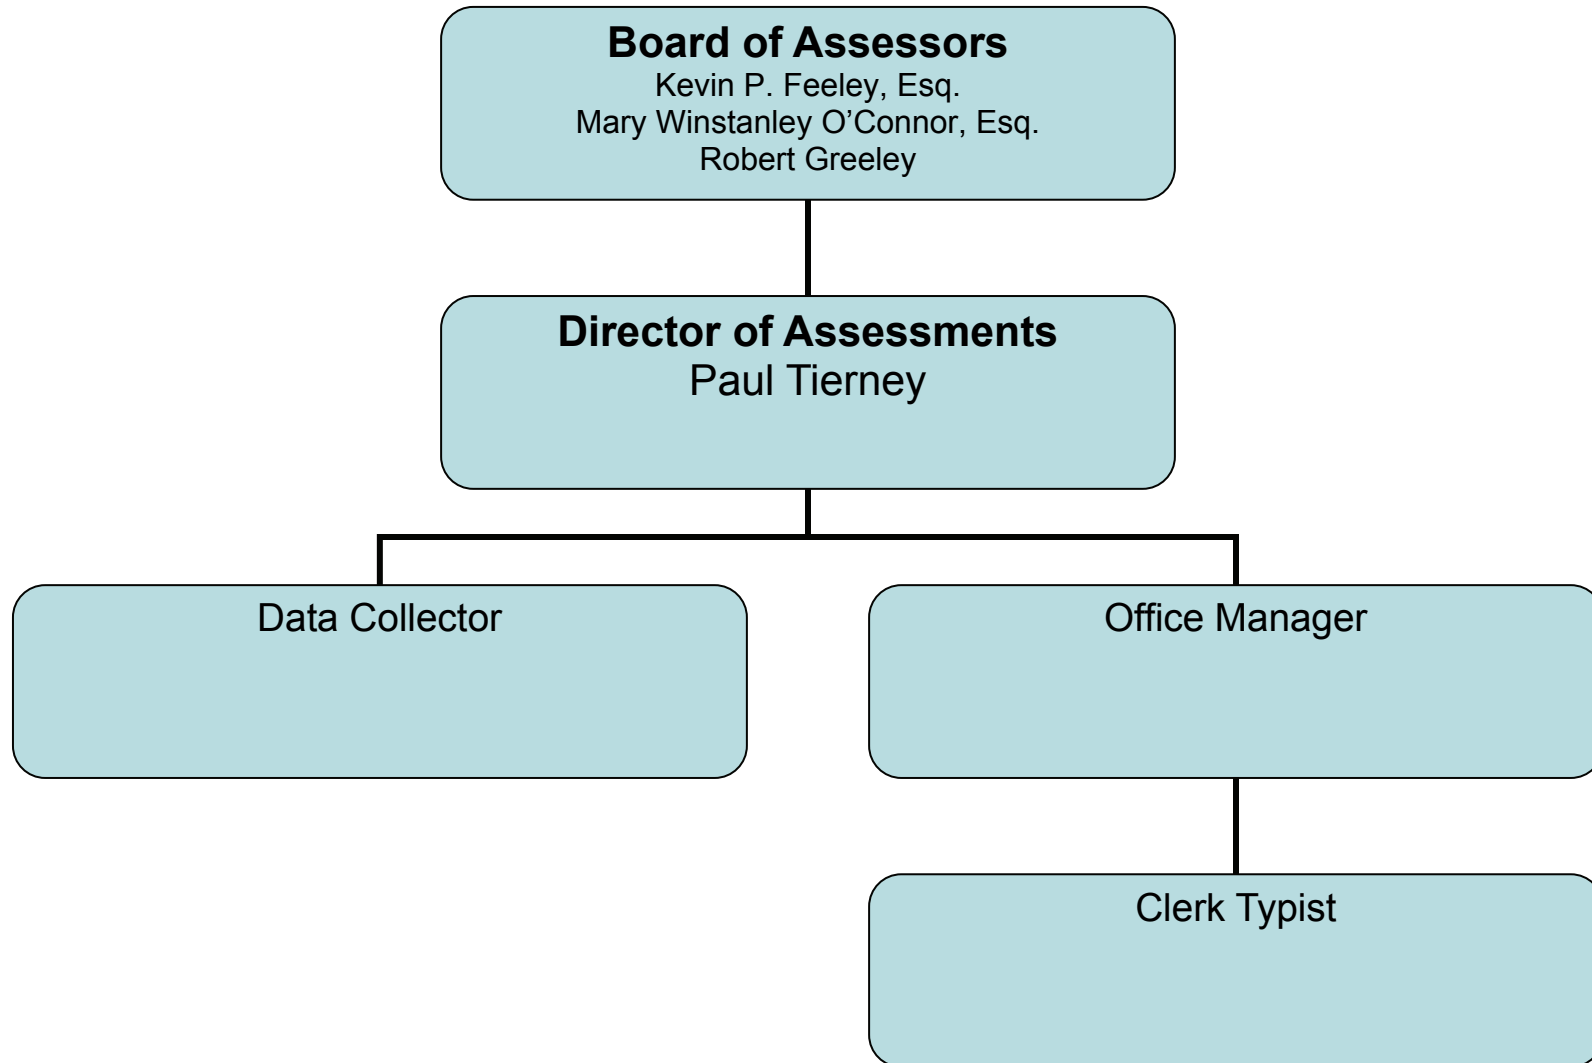 Board of Assessors
Kevin P. Feeley, Esq.
Mary Winstanley O’Connor, Esq.
Robert Greeley
Director of Assessments
Paul Tierney
Data Collector
Office Manager
Clerk Typist